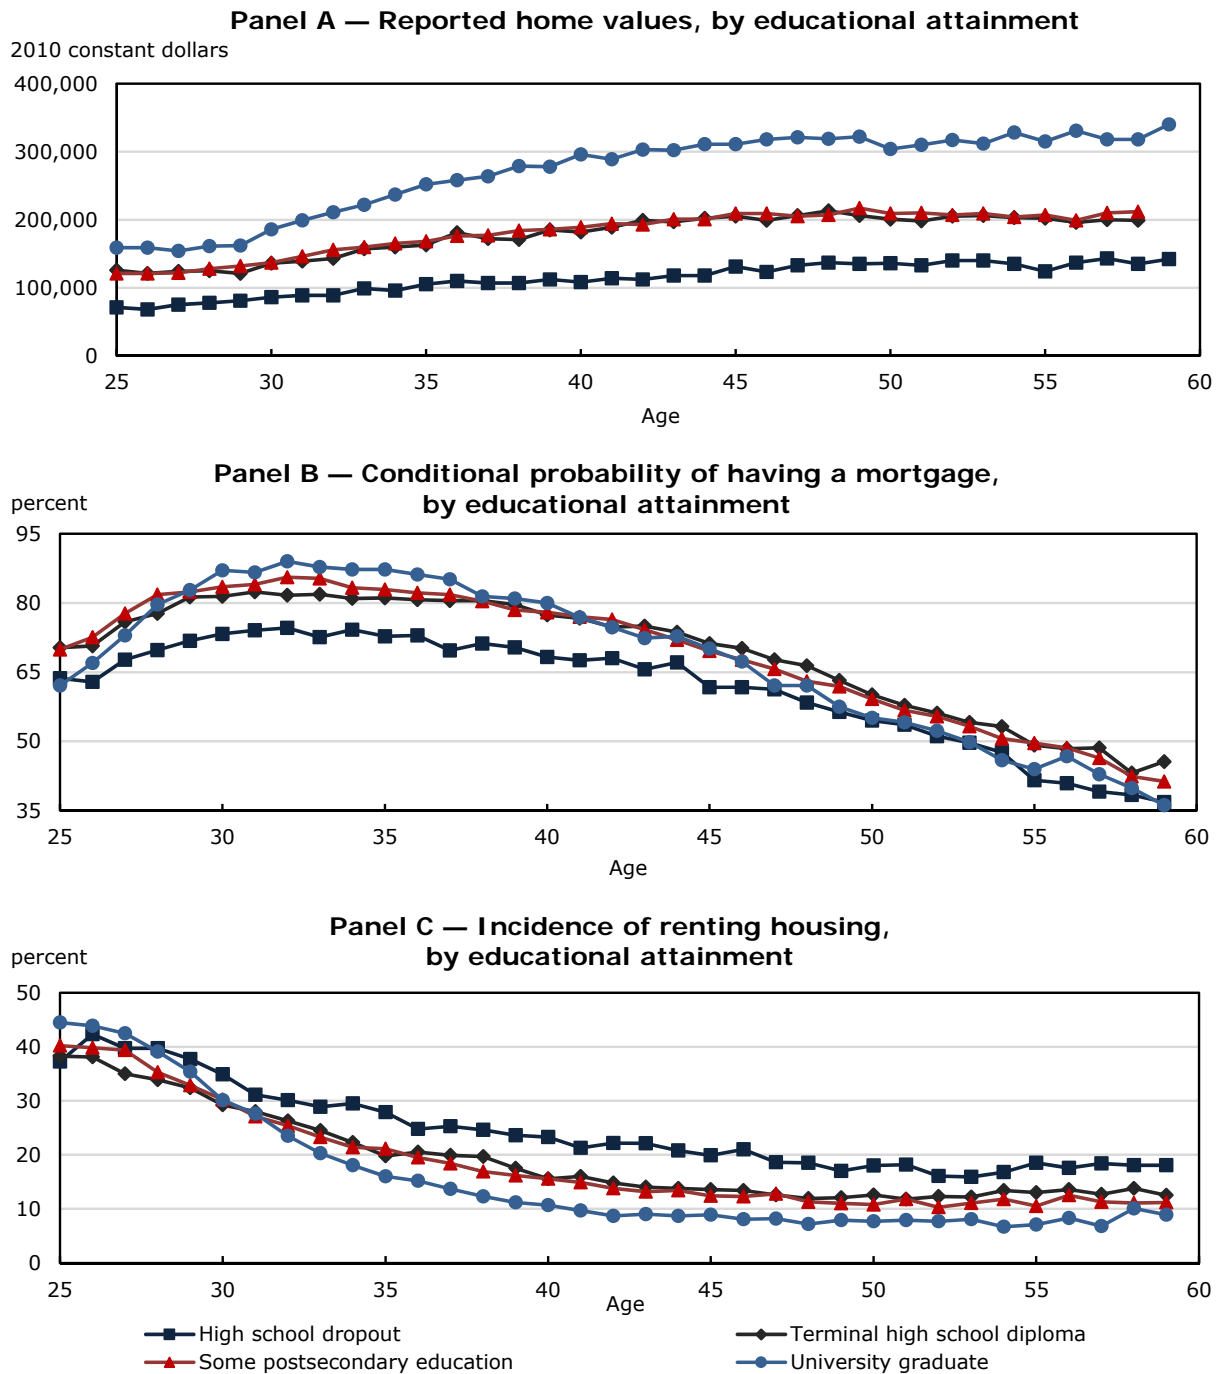 Panel A — Reported home values, by educational attainment
2010 constant dollars
400,000
300,000
200,000
100,000
0
25 30 35 40 45 50 55 60
Age
Panel B — Conditional probability of having a mortgage,
by educational attainment
percent
95
80
65
50
35
25 30 35 40 45 50 55 60
Age
Panel C — Incidence of renting housing,
by educational attainment
percent
50
40
30
20
10
0
25 30 35 40 45 50 55 60
Age
High school dropout Terminal high school diploma
Some postsecondary education University graduate